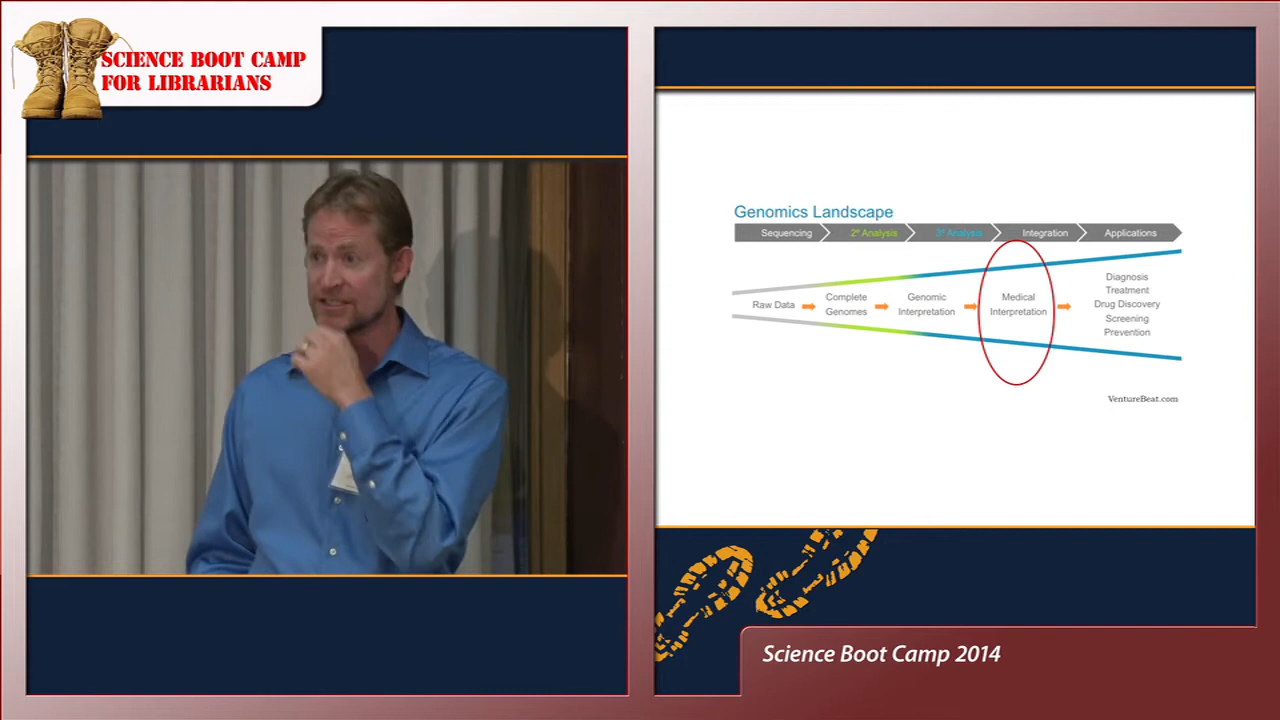 SCIENCE BOOT CAMP
FOR LIBRARIANS
Genomics Landscape
Sequencing
2° Analysis
3° Analysis
Integration
Applications
Raw Data
Complete
Genomes
Genomic
Interpretation
Medical
Interpretation
Diagnosis
Treatment
Drug Discovery
Screening
Prevention
VentureBeat.com
Science Boot Camp 2014